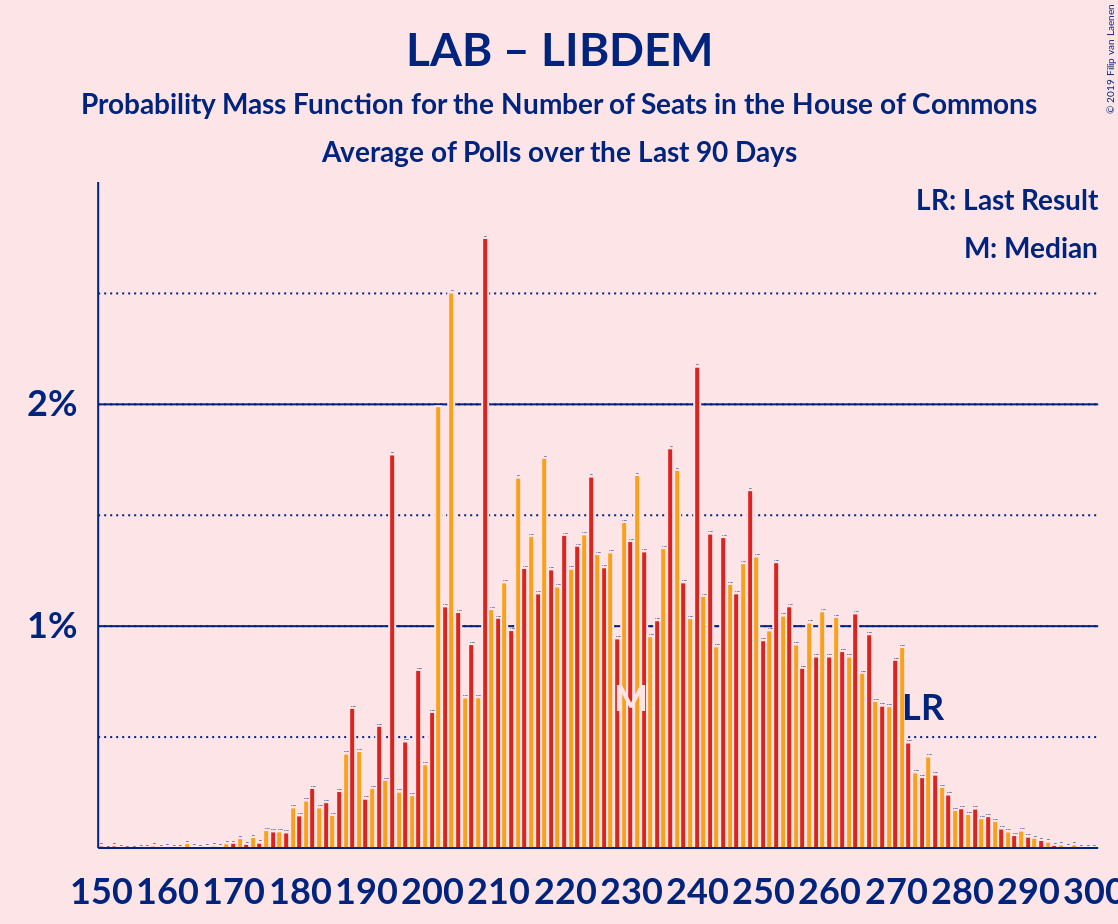 LAB – LIBDEM
Probability Mass Function for the Number of Seats in the House of Commons
Average of Polls over the Last 90 Days
© 2019 Filip van Laenen
LR: Last Result
M: Median
2%
1%
M
LR
150 160 170 180 190 200 210 220 230 240 250 260 270 280 290 300